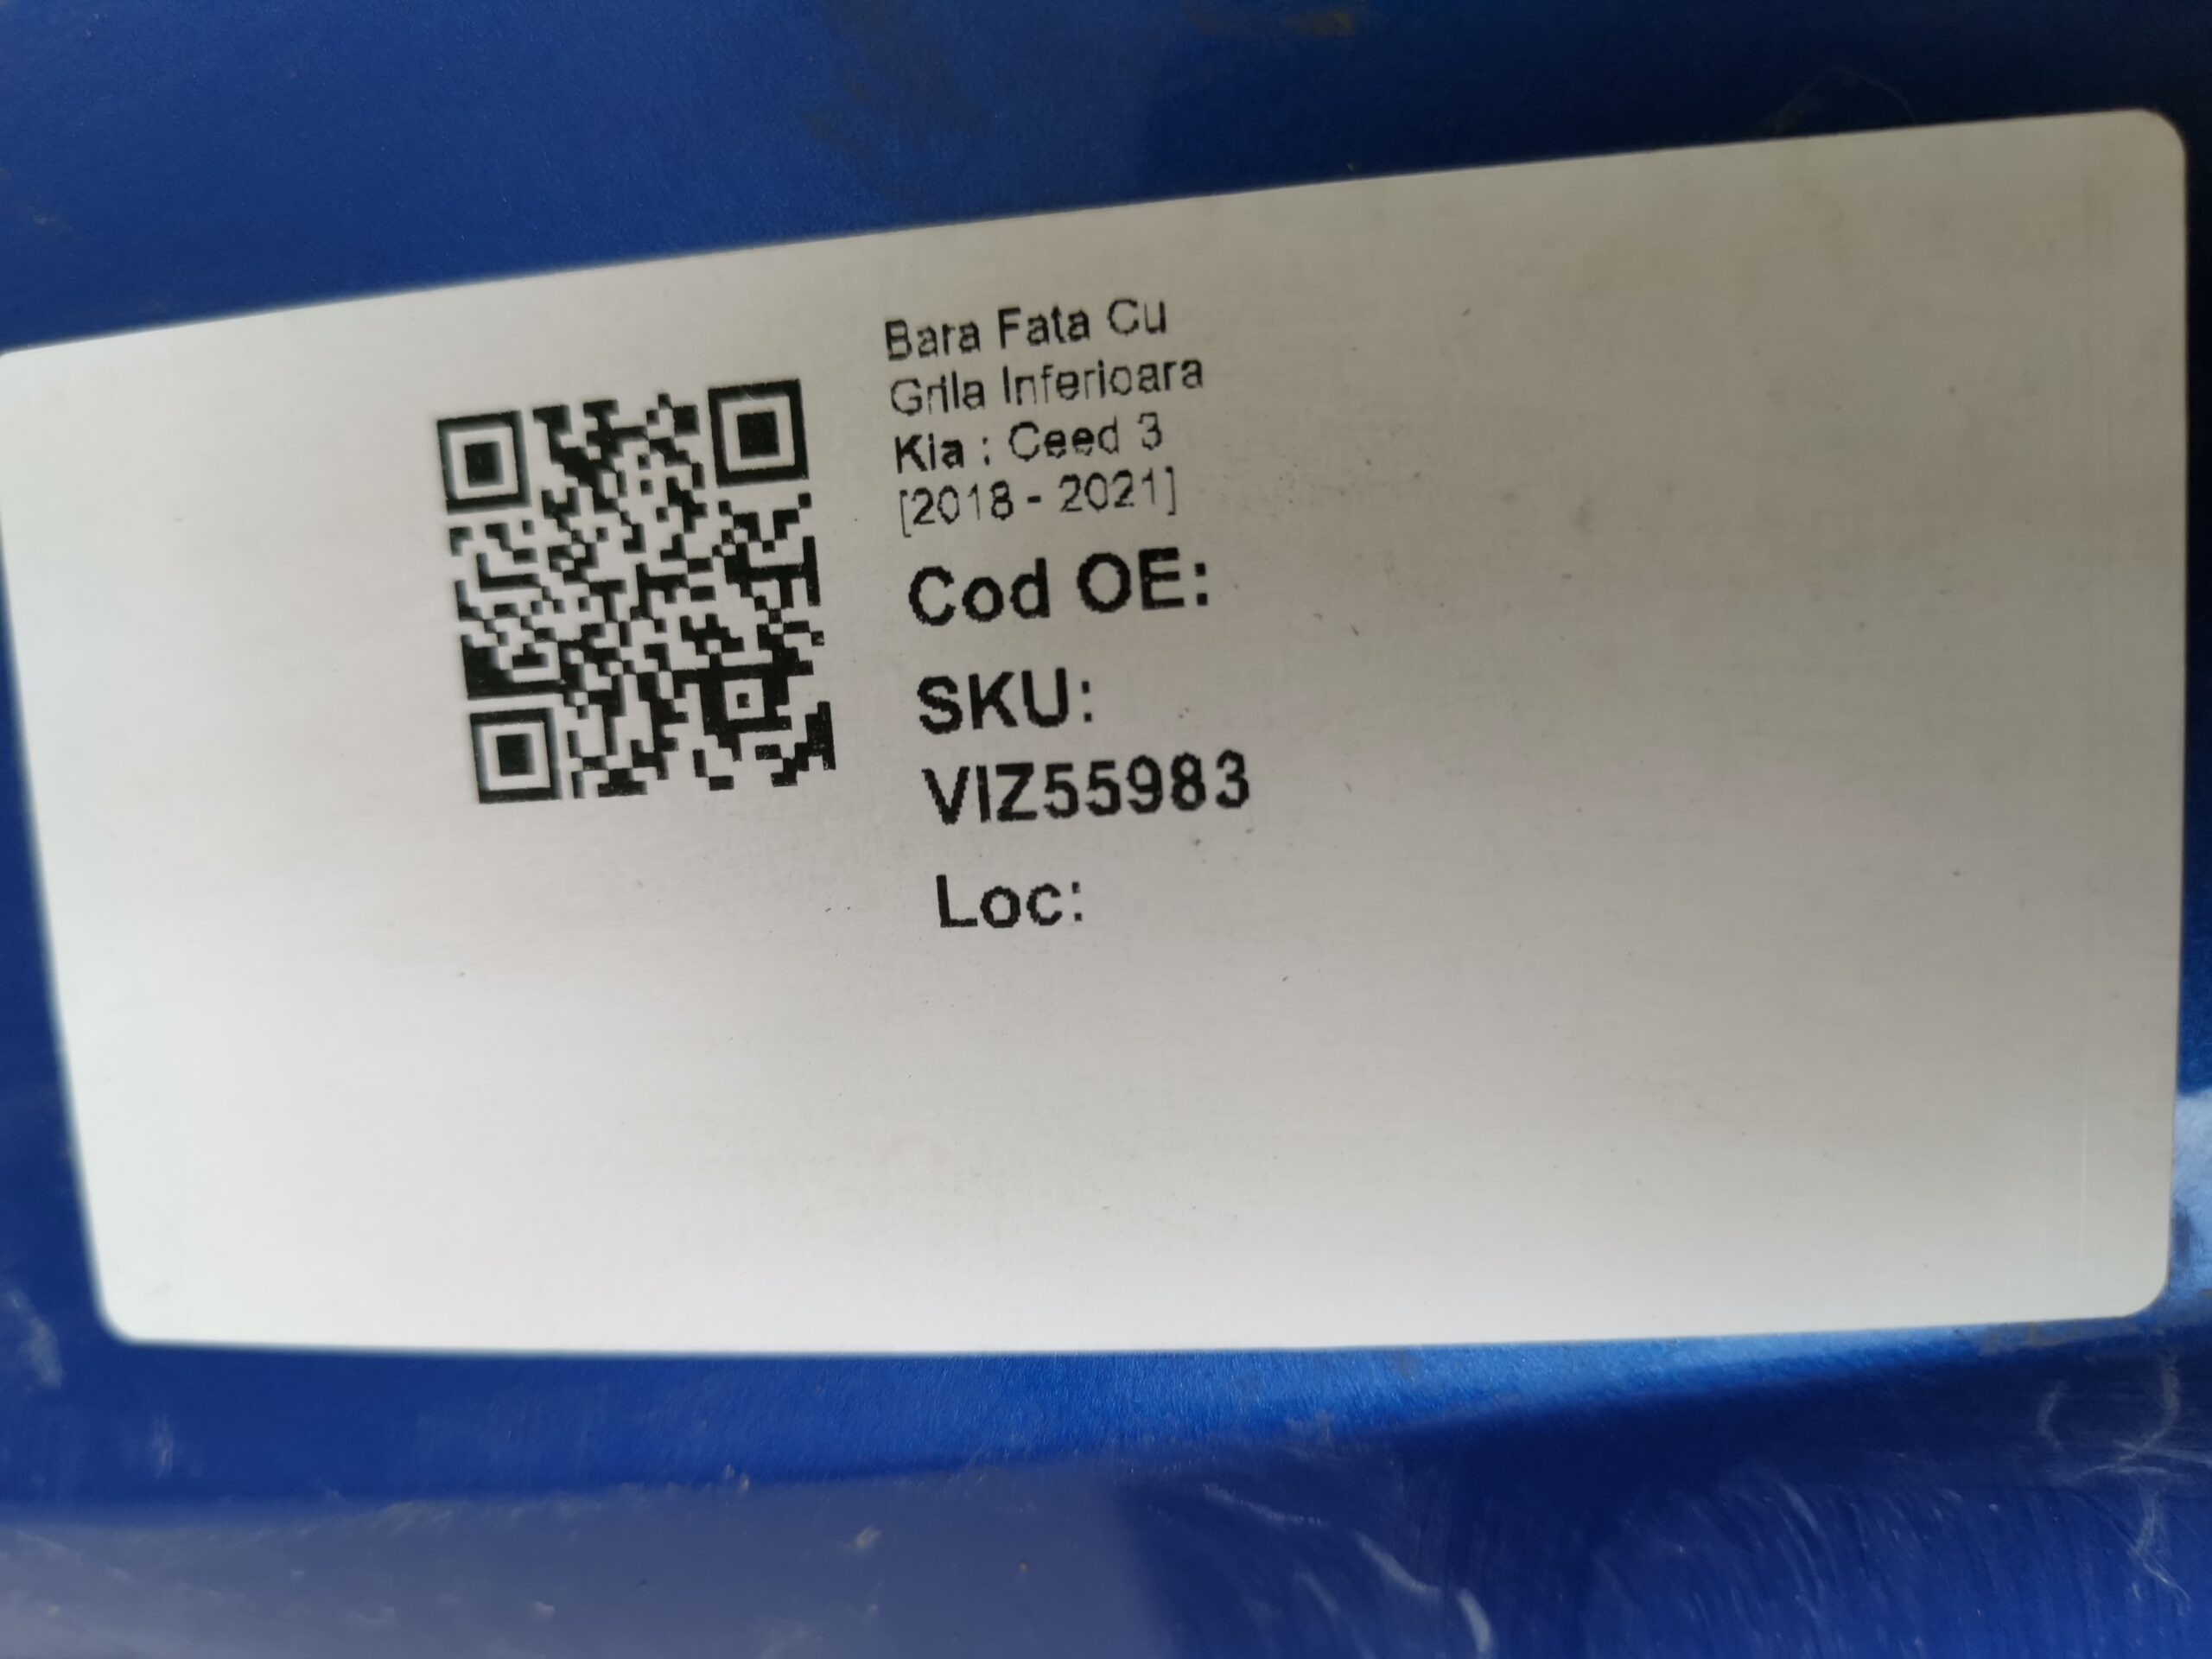 Bara Fata Cu
Grila Inferioara
Kia : Ceed 3
[2018 - 2021]
Cod OE:
SKU:
VIZ55983
Loc: